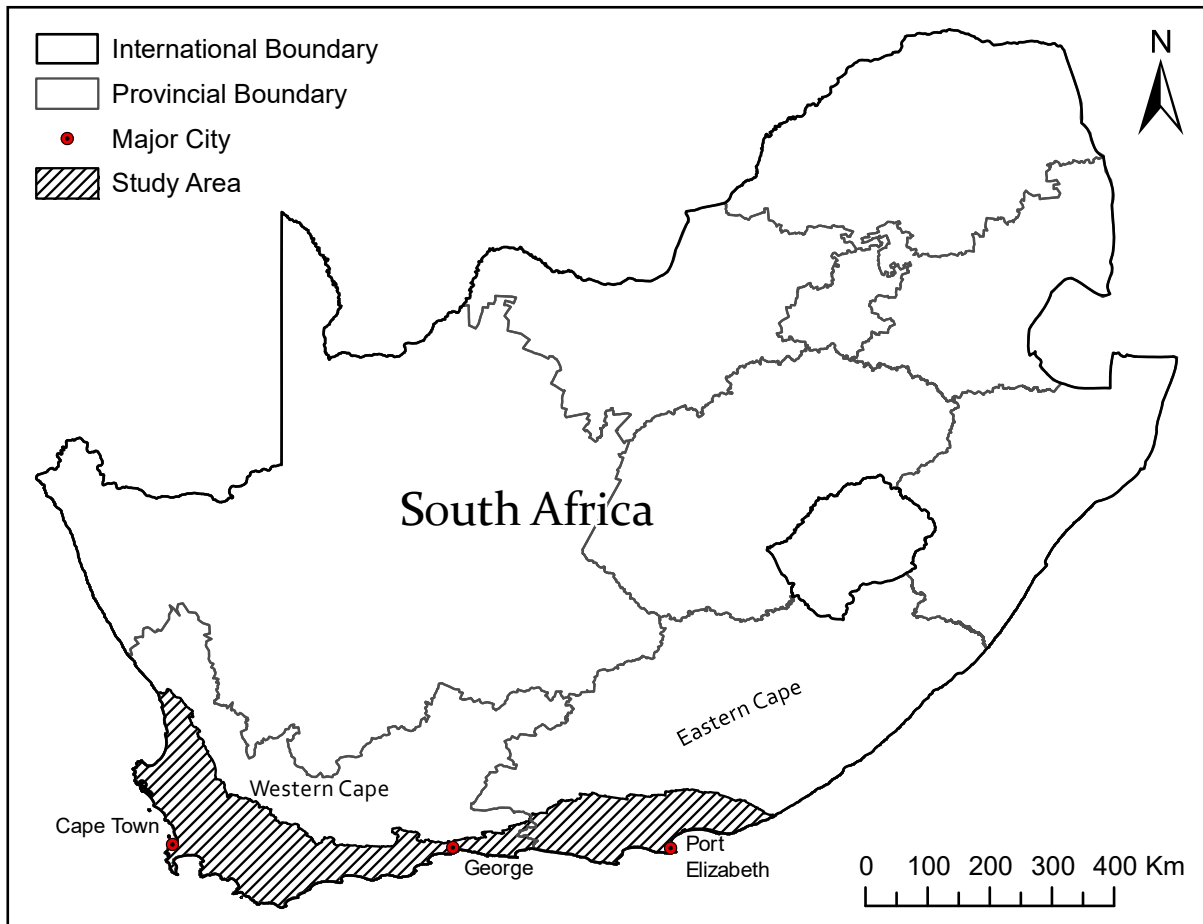 International Boundary
Provincial Boundary
Major City
Study Area
N
South Africa
Eastern Cape
Western Cape
Cape Town
George
Port
Elizabeth
0 100 200 300 400 Km